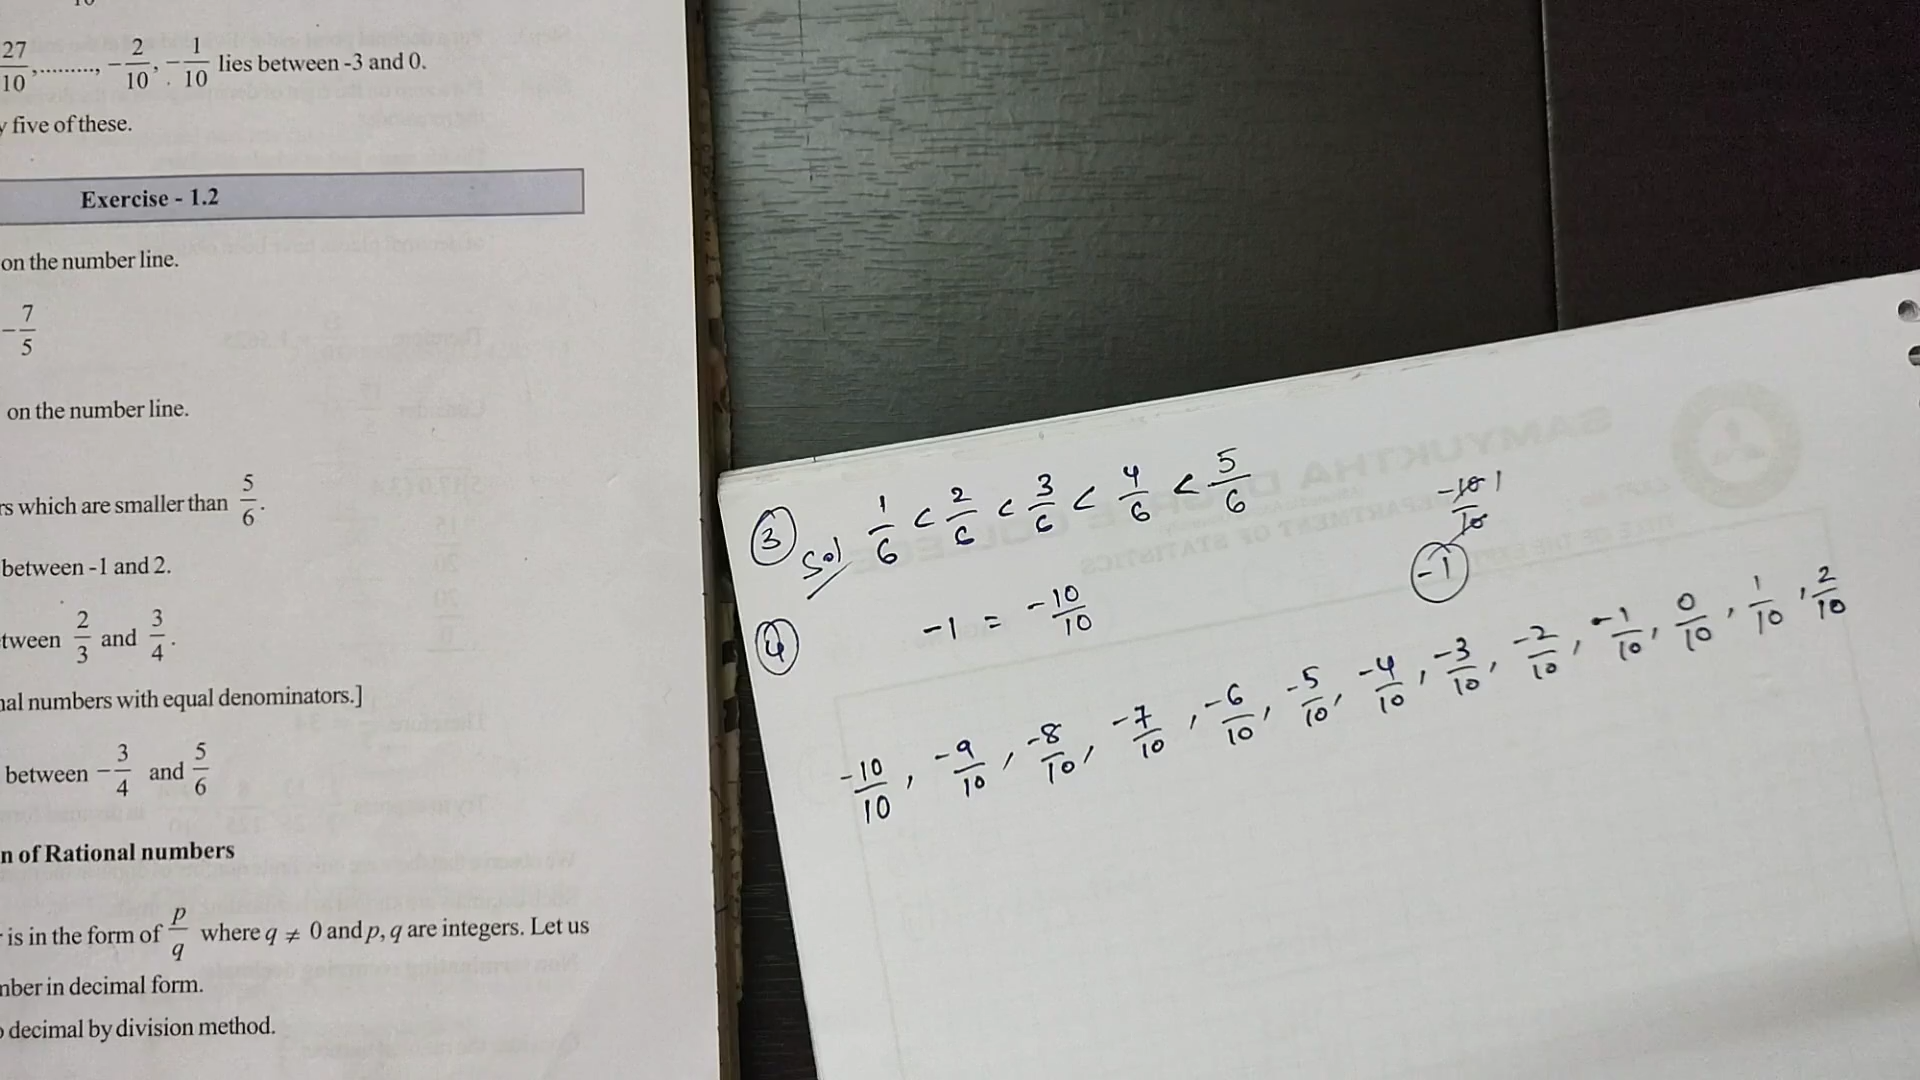 27/10 ,........., -2/10, -1/10 lies between -3 and 0.
five of these.
Exercise - 1.2
on the number line.
-7/5
on the number line.
which are smaller than 5/6.
between -1 and 2.
2/3 and 3/4.
numbers with equal denominators.]
between -3/4 and 5/6
of Rational numbers
is in the form of p/q where q ≠ 0 and p, q are integers. Let us
in decimal form.
decimal by division method.
3 Sol 1/6 < 2/6 < 3/6 < 4/6 < 5/6
-10/10 1
-1
4 -1 = -10/10
-10/10, -9/10, -8/10, -7/10, -6/10, -5/10, -4/10, -3/10, -2/10, -1/10, 0/10, 1/10, 2/10